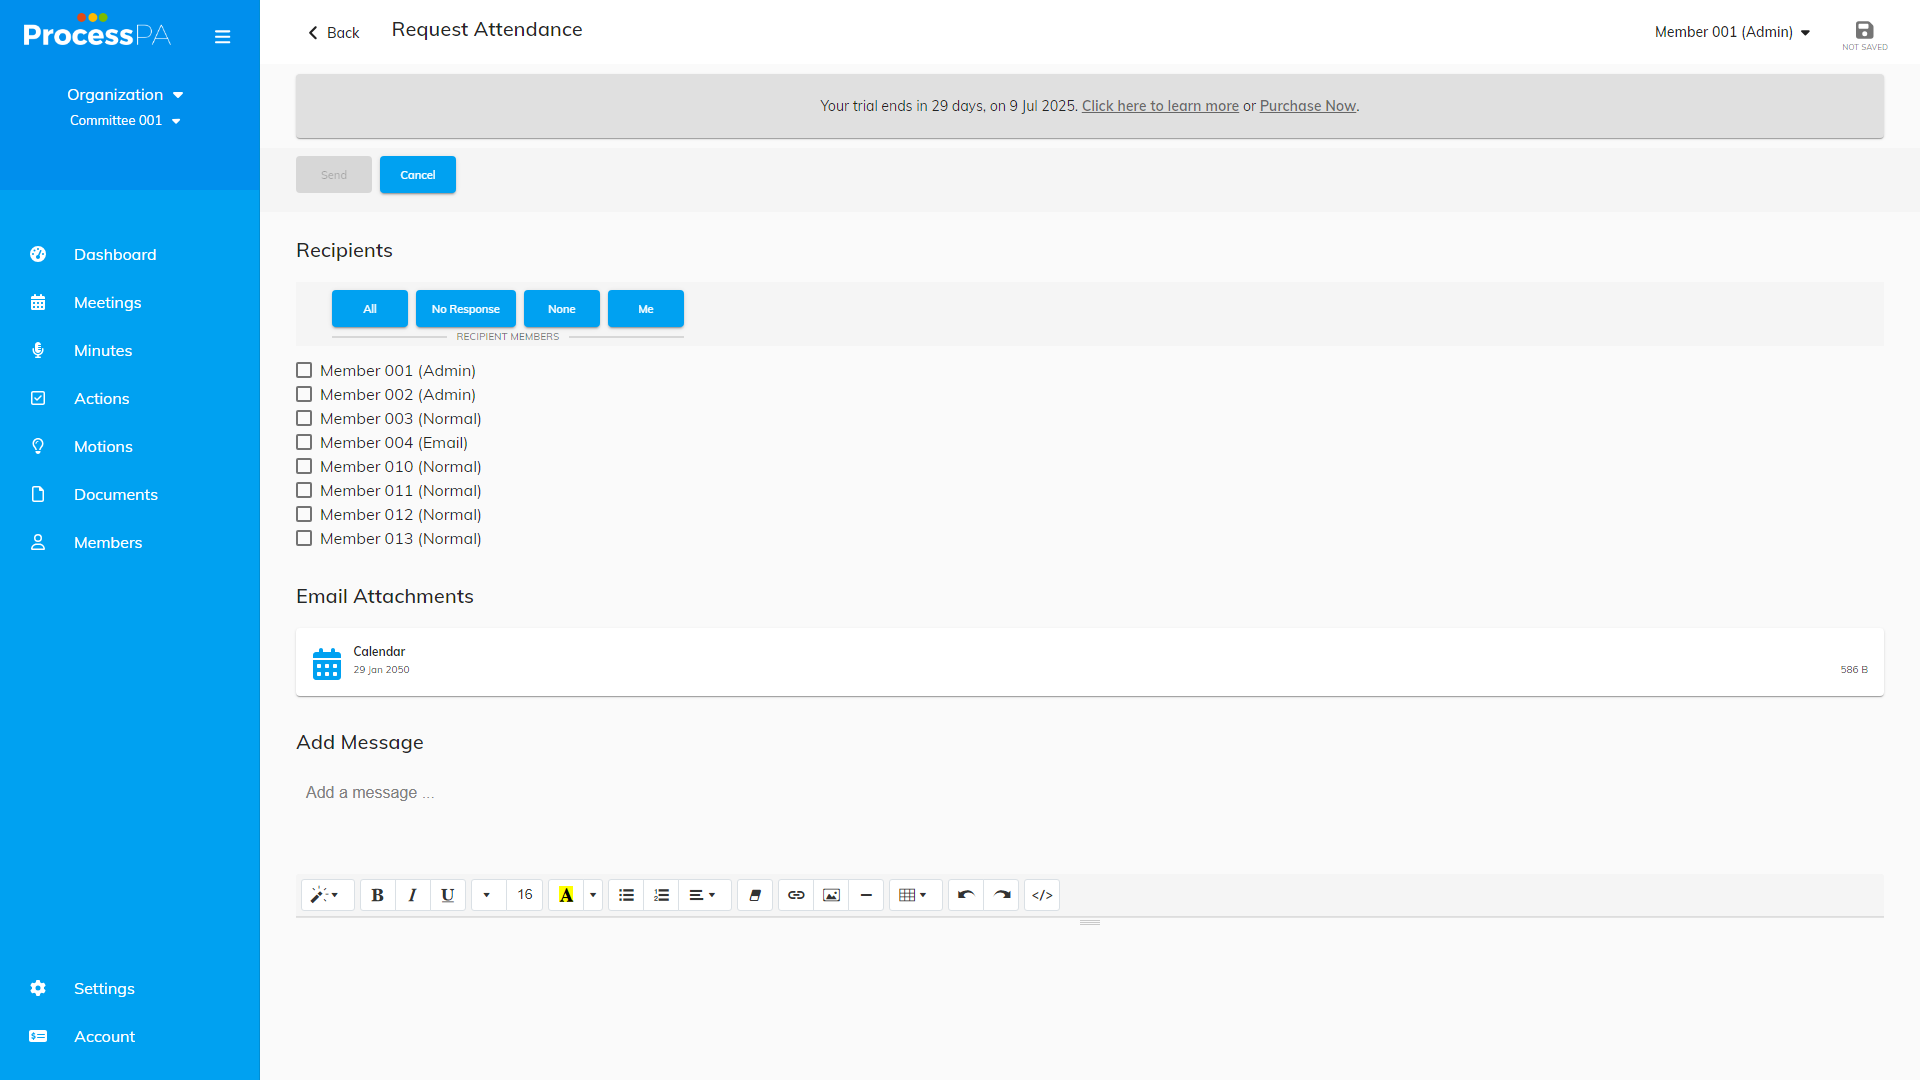 ProcessPA
Organization
Committee 001
Dashboard
Meetings
Minutes
Actions
Motions
Documents
Members
Settings
Account
Back
Request Attendance
Member 001 (Admin)
NOT SAVED
Your trial ends in 29 days, on 9 Jul 2025. Click here to learn more or Purchase Now.
Send
Cancel
Recipients
All
No Response
None
Me
RECIPIENT MEMBERS
Member 001 (Admin)
Member 002 (Admin)
Member 003 (Normal)
Member 004 (Email)
Member 010 (Normal)
Member 011 (Normal)
Member 012 (Normal)
Member 013 (Normal)
Email Attachments
Calendar
29 Jan 2050
586 B
Add Message
Add a message ...
B I U 16 A </>